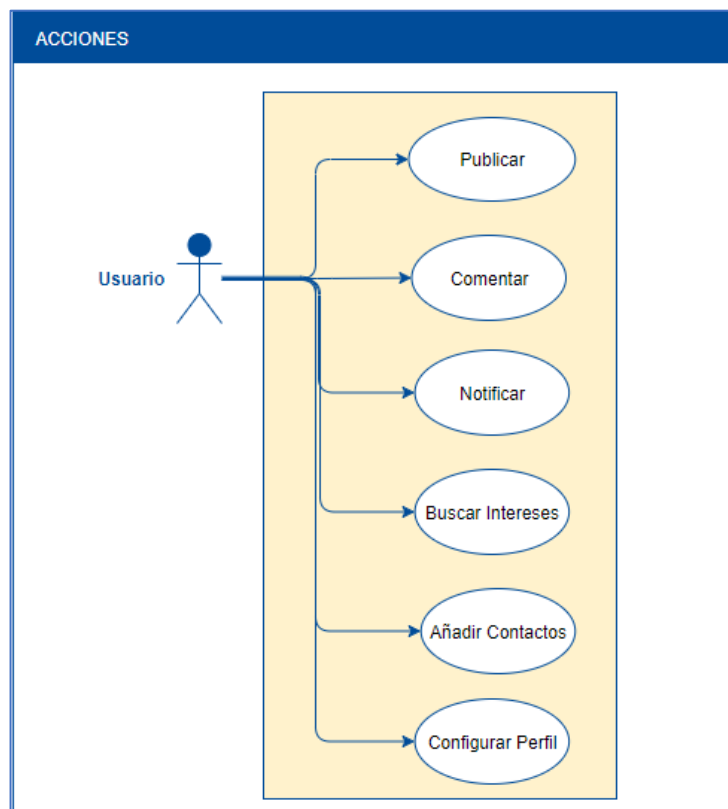 ACCIONES
Publicar
Usuario
Comentar
Notificar
Buscar Intereses
Añadir Contactos
Configurar Perfil